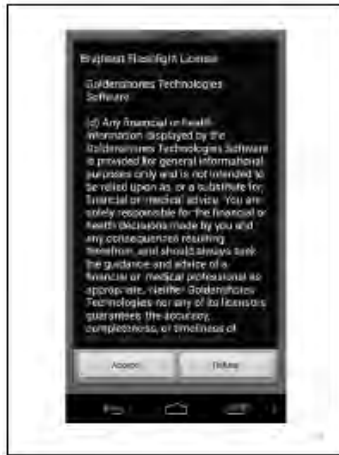 Brightest Flashlight License
Goldenshores Technologies
Software
(d) Any financial or health
information displayed by the
Goldenshores Technologies Software
is provided for general informational
purposes only and is not intended to
be relied upon as, or a substitute for,
financial or medical advice. You are
solely responsible for the financial or
health decisions made by you and
any consequences resulting
therefrom, and should always seek
the guidance and advice of a
financial or medical professional as
appropriate. Neither Goldenshores
Technologies nor any of its licensors
guarantees the accuracy,
completeness, or timeliness of
Accept
Refuse